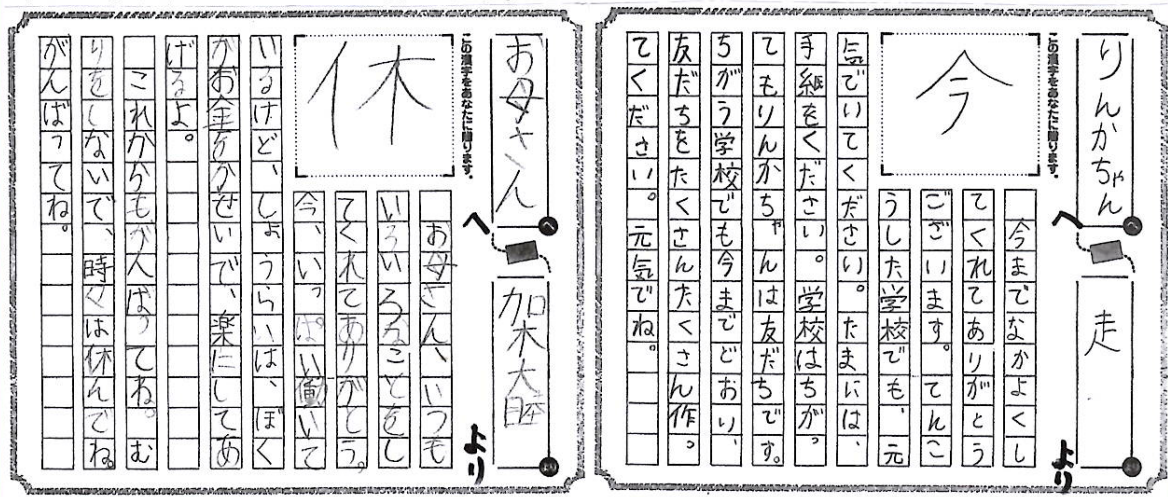 りんかちゃん
へ
走
より
この漢字をあなたに贈ります。
今
今までなかよくし
てくれてありがとう
ございます。てんこ
うした学校でも、元
気でいてください。たまには、
手紙をください。学校はちが。
てもりんかちゃんは友だちです。
ちがう学校でも今までどおり、
友だちをたくさんたくさん作。
てください。元気でね。
お母さん
へ
より
この漢字をあなたに贈ります。
休
お母さん、いつも
いろいろなことをし
てくれてありがとう。
今、いっぱい働いて
いるけど、しょうらいは、ぼく
がお金をかせいで、楽にしてあ
げるよ。
これからもがんばってね。む
りをしないで、時々は休んでね。
がんばってね。